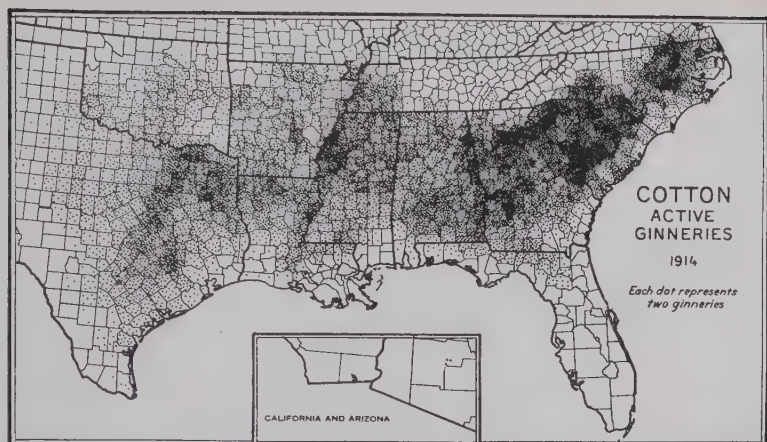 COTTON
ACTIVE
GINNERIES
1914
Each dot represents
two ginneries
CALIFORNIA AND ARIZONA